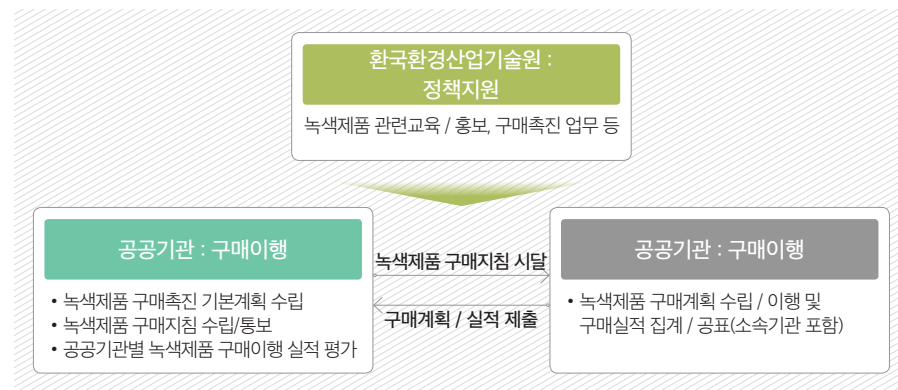 환국환경산업기술원 :
정책지원
녹색제품 관련교육 / 홍보, 구매촉진 업무 등
공공기관 : 구매이행
• 녹색제품 구매촉진 기본계획 수립
• 녹색제품 구매지침 수립/통보
• 공공기관별 녹색제품 구매이행 실적 평가
녹색제품 구매지침 시달
구매계획 / 실적 제출
공공기관 : 구매이행
• 녹색제품 구매계획 수립 / 이행 및
구매실적 집계 / 공표(소속기관 포함)